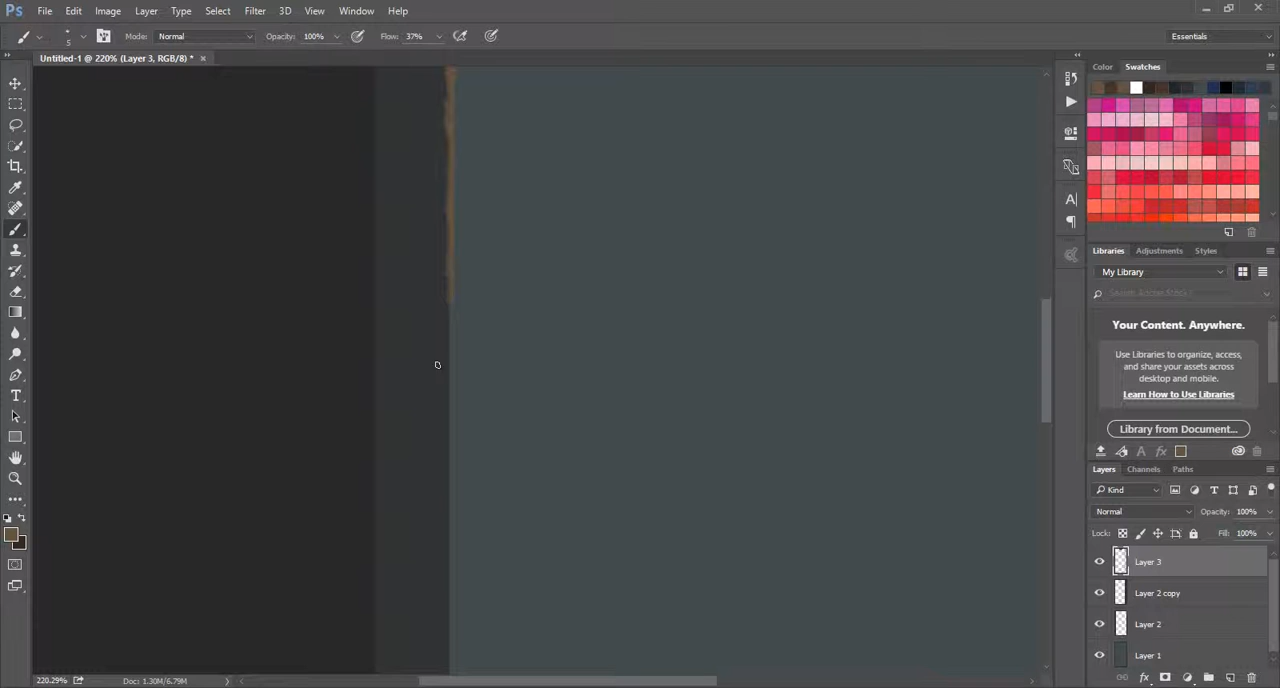 Ps File Edit Image Layer Type Select Filter 3D View Window Help
5 Mode: Normal Opacity: 100% Flow: 37% Essentials
Untitled-1 @ 220% (Layer 3, RGB/8) * ×
Color Swatches
Libraries Adjustments Styles
My Library
Your Content. Anywhere.
Use Libraries to organize, access,
and share your assets across
desktop and mobile.
Learn How to Use Libraries
Library from Document...
Layers Channels Paths
Kind
Normal Opacity: 100%
Lock: Fill: 100%
Layer 3
Layer 2 copy
Layer 2
Layer 1
220.29% Doc: 1.30M/6.79M